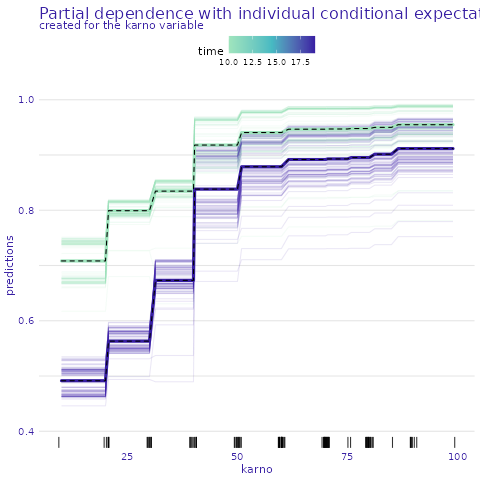 Partial dependence with individual conditional expectat
created for the karno variable
time
10.0 12.5 15.0 17.5
1.0
0.8
0.6
0.4
predictions
25 50 75 100
karno